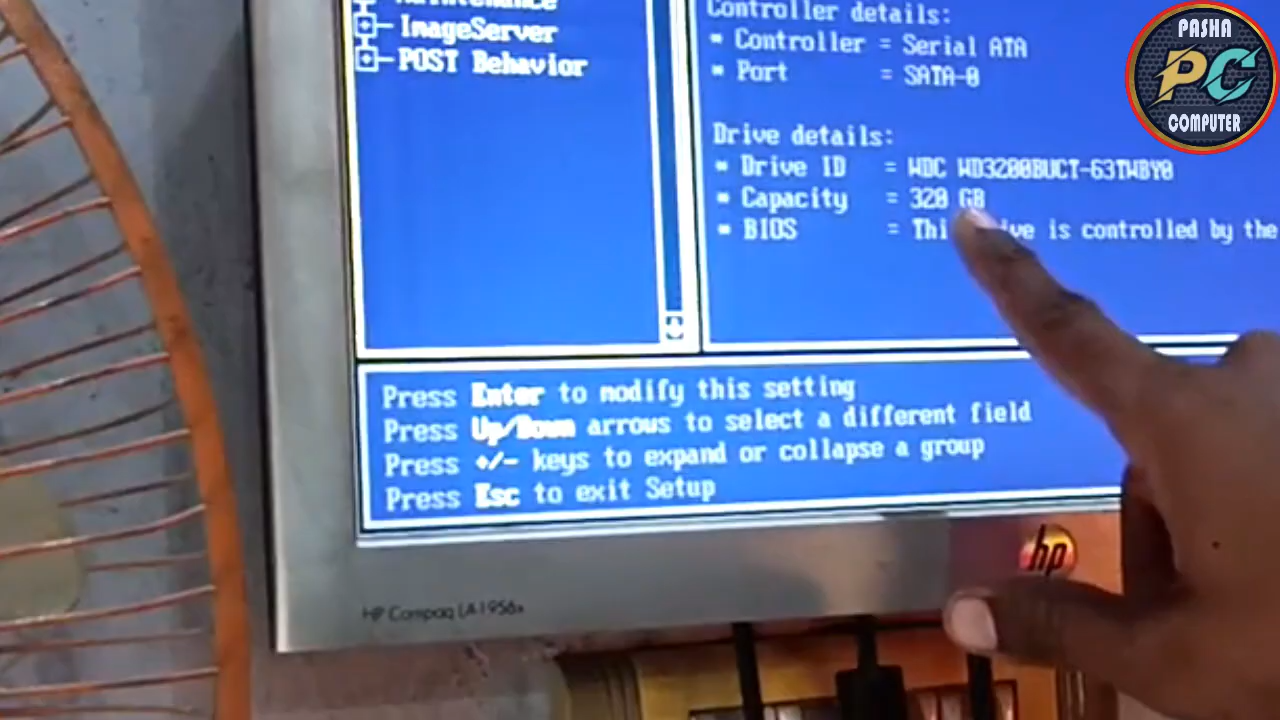 Maintenance
ImageServer
POST Behavior
Controller details:
Controller = Serial ATA
Port = SATA-0
Drive details:
Drive ID = WDC WD3200BUCT-63TWBY0
Capacity = 320 GB
BIOS = Thi ive is controlled by the
Press Enter to modify this setting
Press Up/Down arrows to select a different field
Press +/- keys to expand or collapse a group
Press Esc to exit Setup
hp
HP Compaq LA1956x
PASHA
PC
COMPUTER